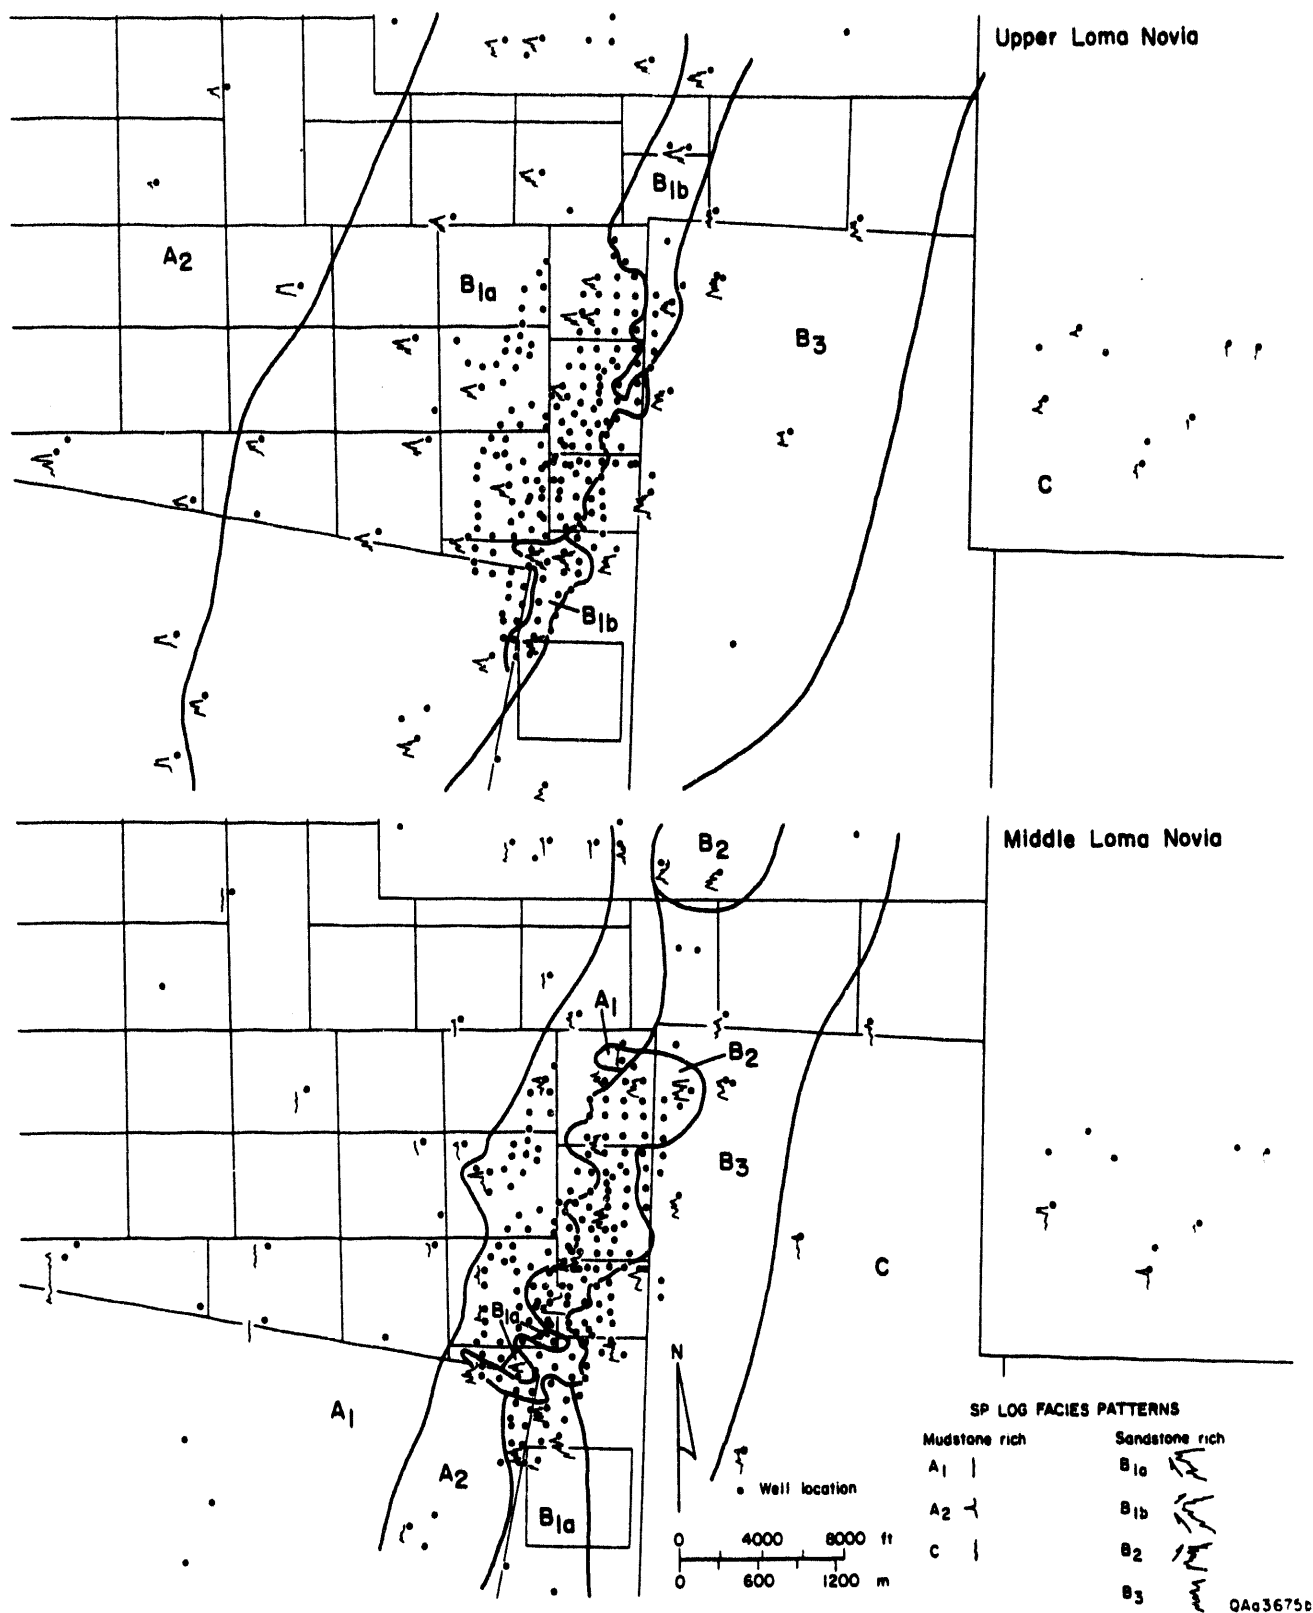 Upper Loma Novia
B1b
A2
B1a
B3
C
B1b
Middle Loma Novia
B2
A1
B2
B3
C
B1a
N
A1
A2
B1a
Well location
0 4000 8000 ft
0 600 1200 m
SP LOG FACIES PATTERNS
Mudstone rich Sandstone rich
A1 B1a
A2 B1b
C B2
B3
QAa3675b